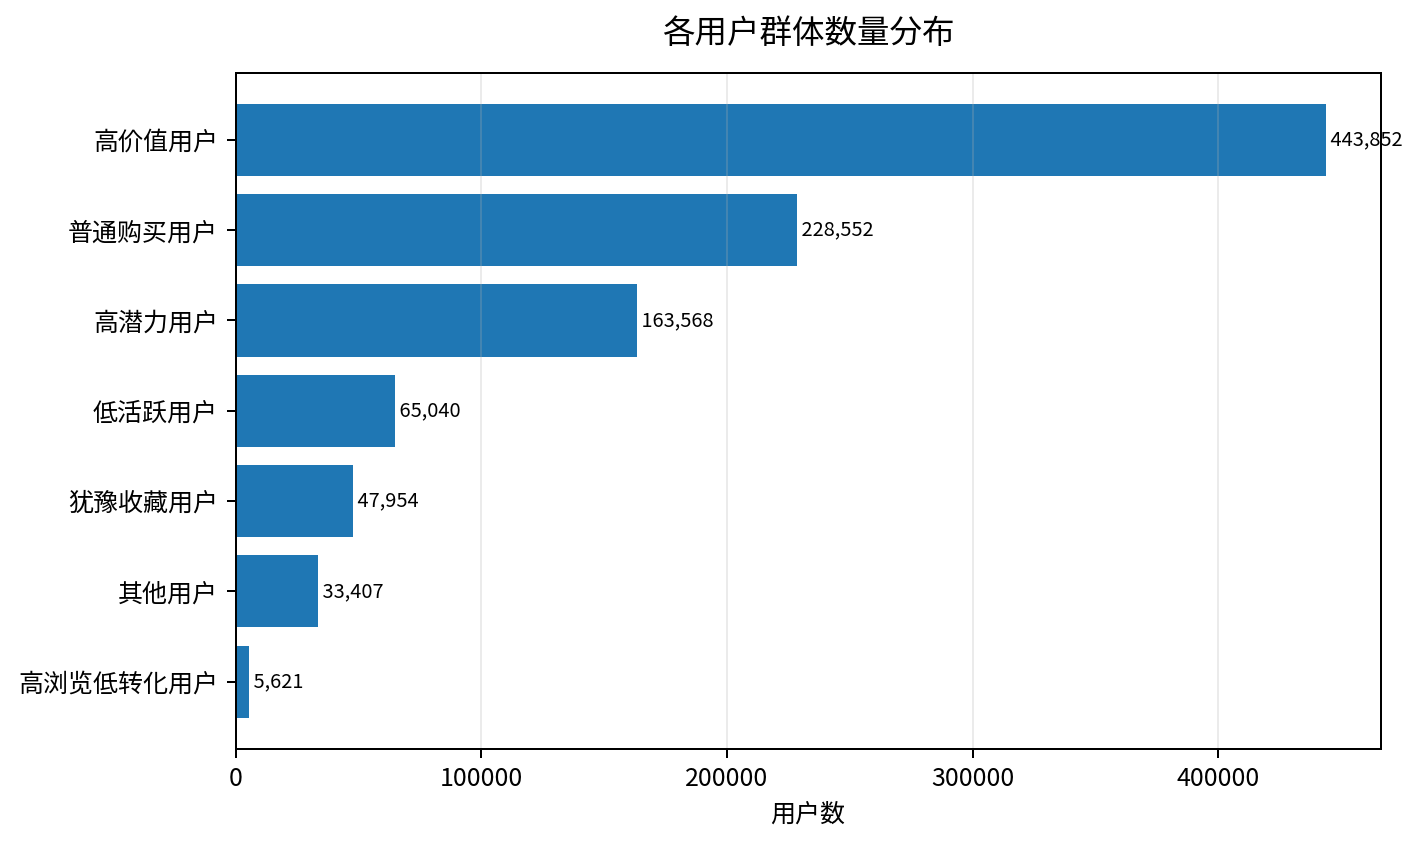 各用户群体数量分布
高价值用户 443,852
普通购买用户 228,552
高潜力用户 163,568
低活跃用户 65,040
犹豫收藏用户 47,954
其他用户 33,407
高浏览低转化用户 5,621
0 100000 200000 300000 400000
用户数